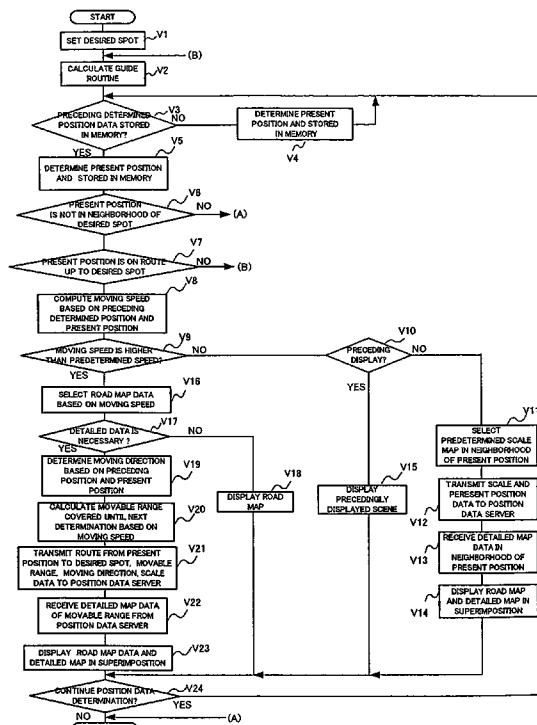 START
V1
SET DESIRED SPOT
(B)
V2
CALCULATE GUIDE
ROUTINE
V3
PRECEDING DETERMINED
POSITION DATA STORED
IN MEMORY?
NO
YES
DETERMINE PRESENT
POSITION AND STORED
IN MEMORY
V4
V5
DETERMINE PRESENT POSITION
AND STORED IN MEMORY
V6
PRESENT POSITION
IS NOT IN NEIGHBORHOOD OF
DESIRED SPOT
NO
(A)
V7
PRESENT POSITION IS ON ROUTE
UP TO DESIRED SPOT
NO
(B)
V8
COMPUTE MOVING SPEED
BASED ON PRECEDING
DETERMINED POSITION AND
PRESENT POSITION
V9
MOVING SPEED IS HIGHER
THAN PREDETERMINED SPEED?
NO
YES
V10
PRECEDING
DISPLAY?
NO
YES
V16
SELECT ROAD MAP DATA
BASED ON MOVING SPEED
V17
DETAILED DATA IS
NECESSARY ?
NO
YES
V11
SELECT
PREDETERMINED SCALE
MAP IN NEIGHBORHOOD
OF PRESENT POSITION
V19
DETERMINE MOVING DIRECTION
BASED ON PRECEDING
POSITION AND PRESENT
POSITION
V18
DISPLAY ROAD
MAP
V15
DISPLAY
PRECEDINGLY
DISPLAYED SCENE
V12
TRANSMIT SCALE AND
PERESENT POSITION
DATA TO POSITION
DATA SERVER
V20
CALCULATE MOVABLE RANGE
COVERED UNTIL NEXT
DETERMINATION BASED ON
MOVING SPEED
V13
RECEIVE DETAILED MAP
DATA IN
NEIGHBORHOOD OF
PRESENT POSITION
V21
TRANSMIT ROUTE FROM PRESENT
POSITION TO DESIRED SPOT, MOVABLE
RANGE, MOVING DIRECTION, SCALE
DATA TO POSITION DATA SERVER
V14
DISPLAY ROAD MAP
AND DETAILED MAP IN
SUPERIMPOSITION
V22
RECEIVE DETAILED MAP DATA
OF MOVABLE RANGE FROM
POSITION DATA SERVER
V23
DISPLAY ROAD MAP DATA AND
DETAILED MAP IN SUPERIMPOSITION
V24
CONTINUE POSITION DATA
DETERMINATION?
YES
NO
(A)